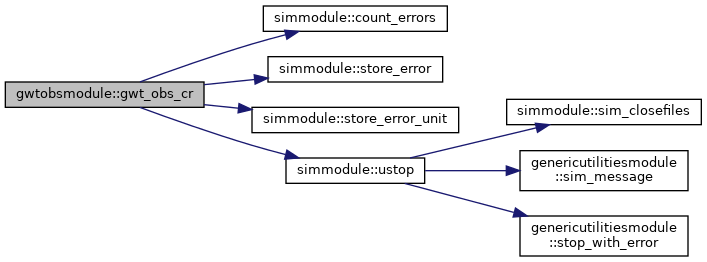 simmodule::count_errors
simmodule::store_error
gwtobsmodule::gwt_obs_cr
simmodule::store_error_unit
simmodule::sim_closefiles
simmodule::ustop
genericutilitiesmodule
::sim_message
genericutilitiesmodule
::stop_with_error